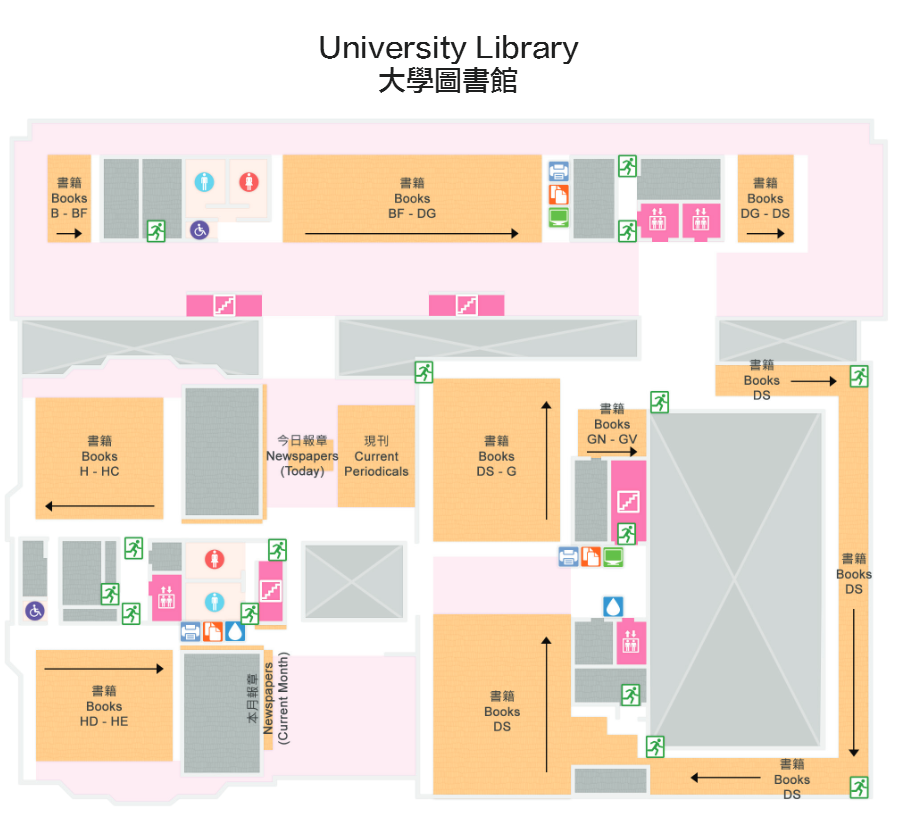 University Library
大學圖書館
書籍
Books
B - BF
書籍
Books
BF - DG
書籍
Books
DG - DS
書籍
Books
DS
書籍
Books
H - HC
今日報章
Newspapers
(Today)
現刊
Current
Periodicals
書籍
Books
DS - G
書籍
Books
GN - GV
書籍
Books
DS
書籍
Books
HD - HE
本月報章
Newspapers
(Current Month)
書籍
Books
DS
書籍
Books
DS